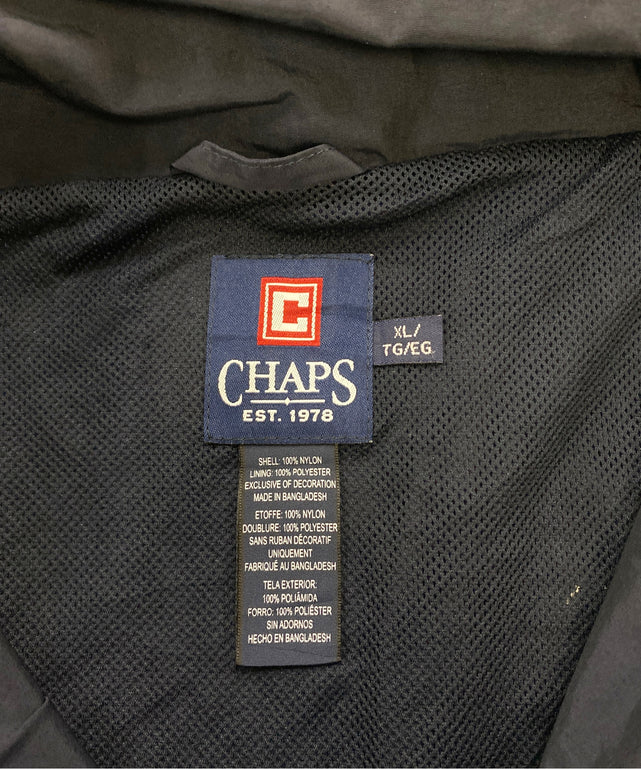 C
CHAPS
EST. 1978
XL/
TG/EG
SHELL: 100% NYLON
LINING: 100% POLYESTER
EXCLUSIVE OF DECORATION
MADE IN BANGLADESH
ETOFFE: 100% NYLON
DOUBLURE: 100% POLYESTER
SANS RUBAN DÉCORATIF
UNIQUEMENT
FABRIQUÉ AU BANGLADESH
TELA EXTERIOR:
100% POLIÁMIDA
FORRO: 100% POLIÉSTER
SIN ADORNOS
HECHO EN BANGLADESH